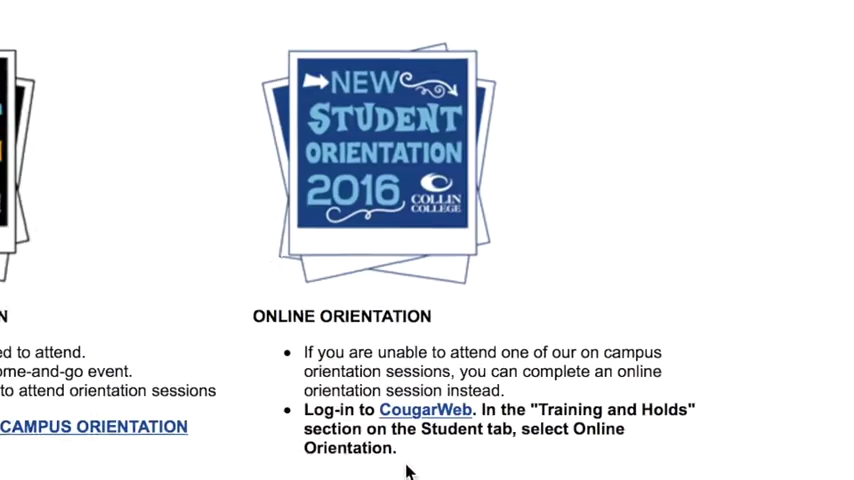 NEW
STUDENT
ORIENTATION
2016
COLLIN
COLLEGE
N
ed to attend.
ome-and-go event.
to attend orientation sessions
CAMPUS ORIENTATION
ONLINE ORIENTATION
• If you are unable to attend one of our on campus
orientation sessions, you can complete an online
orientation session instead.
• Log-in to CougarWeb. In the "Training and Holds"
section on the Student tab, select Online
Orientation.